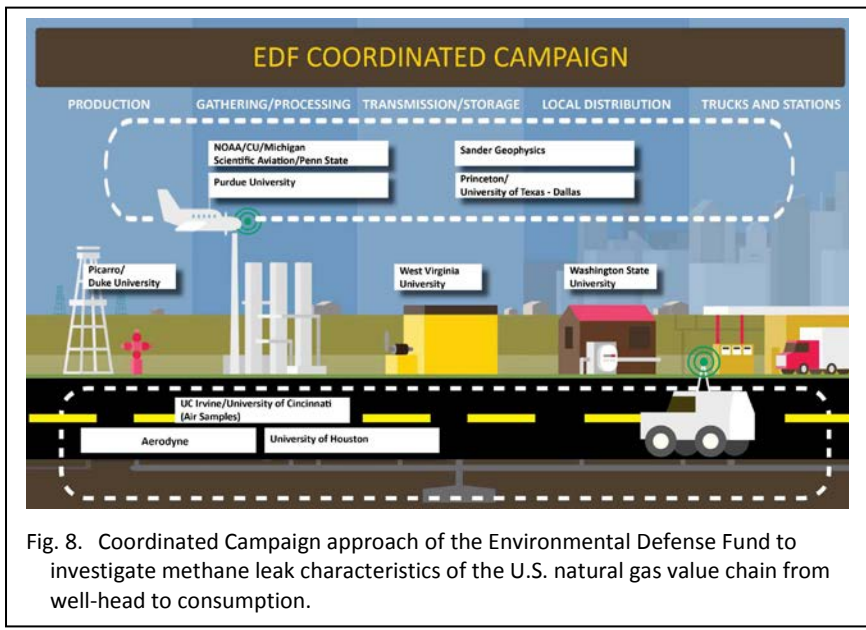 EDF COORDINATED CAMPAIGN
PRODUCTION
GATHERING/PROCESSING
TRANSMISSION/STORAGE
LOCAL DISTRIBUTION
TRUCKS AND STATIONS
NOAA/CU/Michigan
Scientific Aviation/Penn State
Sander Geophysics
Purdue University
Princeton/
University of Texas - Dallas
Picarro/
Duke University
West Virginia
University
Washington State
University
UC Irvine/University of Cincinnati
(Air Samples)
Aerodyne
University of Houston
Fig. 8. Coordinated Campaign approach of the Environmental Defense Fund to
investigate methane leak characteristics of the U.S. natural gas value chain from
well-head to consumption.